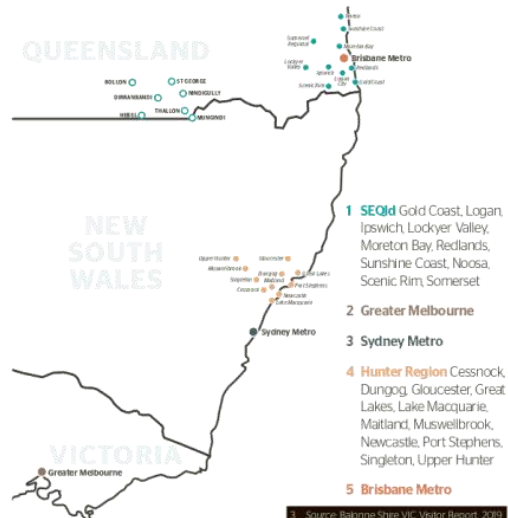 Noosa
Sunshine Coast
Somerset
Regional
Moreton Bay
QUEENSLAND
Brisbane Metro
Lockyer
Valley
Redlands
Ipswich
Logan
City
Gold Coast
Scenic Rim
BOLLON
ST GEORGE
DIRRANBANDI
NINDIGULLY
HEBEL
THALLON
MUNGINDI
1 SEQld Gold Coast, Logan,
Ipswich, Lockyer Valley,
Moreton Bay, Redlands,
Sunshine Coast, Noosa,
Scenic Rim, Somerset
NEW
SOUTH
WALES
Upper Hunter
Gloucester
Muswellbrook
Dungog
Great Lakes
Singleton
Maitland
Port Stephens
Cessnock
Newcastle
Lake Macquarie
2 Greater Melbourne
3 Sydney Metro
Sydney Metro
4 Hunter Region Cessnock,
Dungog, Gloucester, Great
Lakes, Lake Macquarie,
Maitland, Muswellbrook,
Newcastle, Port Stephens,
Singleton, Upper Hunter
VICTORIA
Greater Melbourne
5 Brisbane Metro
3 Source: Balonne Shire VIC Visitor Report, 2019